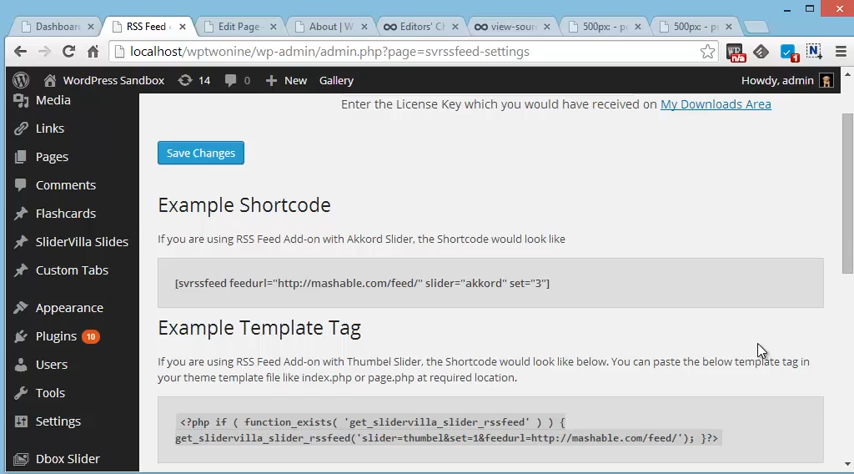 Dashboard
RSS Feed
Edit Page
About | W
Editors' C
view-sour
500px: - p
500px: - p
localhost/wptwonine/wp-admin/admin.php?page=svrssfeed-settings
n/a
1
N
WordPress Sandbox
14
0
New
Gallery
Howdy, admin
Media
Links
Pages
Comments
Flashcards
SliderVilla Slides
Custom Tabs
Appearance
Plugins 10
Users
Tools
Settings
Dbox Slider
Enter the License Key which you would have received on My Downloads Area
Save Changes
Example Shortcode
If you are using RSS Feed Add-on with Akkord Slider, the Shortcode would look like
[svrssfeed feedurl="http://mashable.com/feed/" slider="akkord" set="3"]
Example Template Tag
If you are using RSS Feed Add-on with Thumbel Slider, the Shortcode would look like below. You can paste the below template tag in
your theme template file like index.php or page.php at required location.
<?php if ( function_exists( 'get_slidervilla_slider_rssfeed' ) ) {
get_slidervilla_slider_rssfeed('slider=thumbel&set=1&feedurl=http://mashable.com/feed/'); }?>